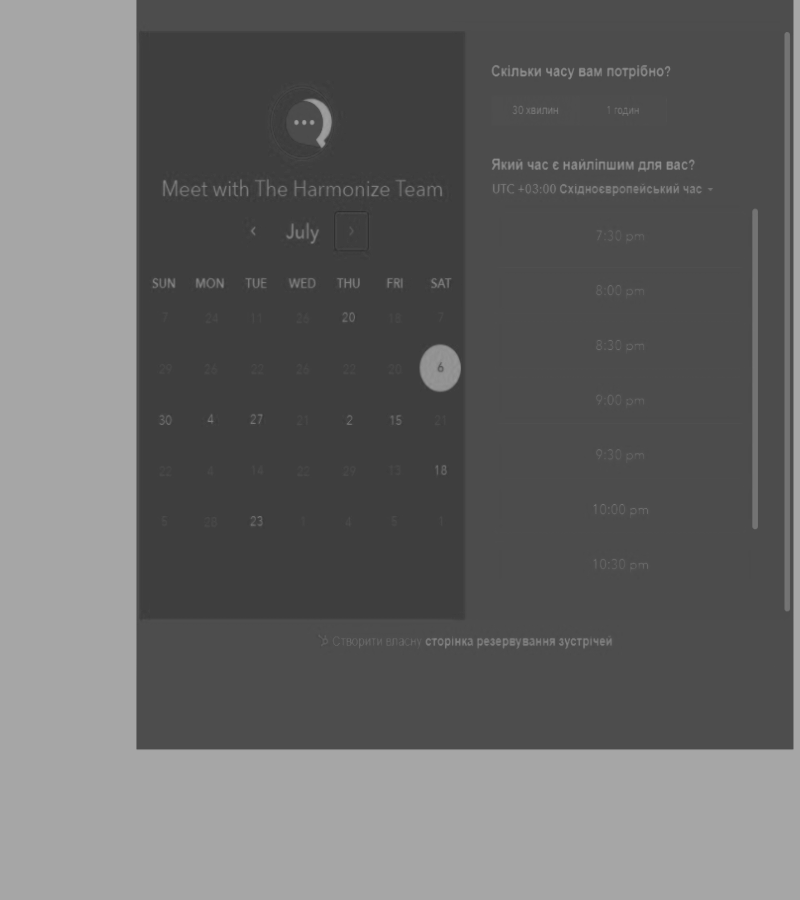 Meet with The Harmonize Team
‹ July ›
SUN MON TUE WED THU FRI SAT
7 24 11 26 20 18 7
29 26 22 26 22 20 6
30 4 27 21 2 15 21
22 4 14 29 13 18
5 28 23 1 4 5 1
Скільки часу вам потрібно?
30 хвилин 1 годин
Який час є найліпшим для вас?
UTC +03:00 Східноєвропейський час
7:30 pm
8:00 pm
8:30 pm
9:00 pm
9:30 pm
10:00 pm
10:30 pm
Створити власну сторінка резервування зустрічей